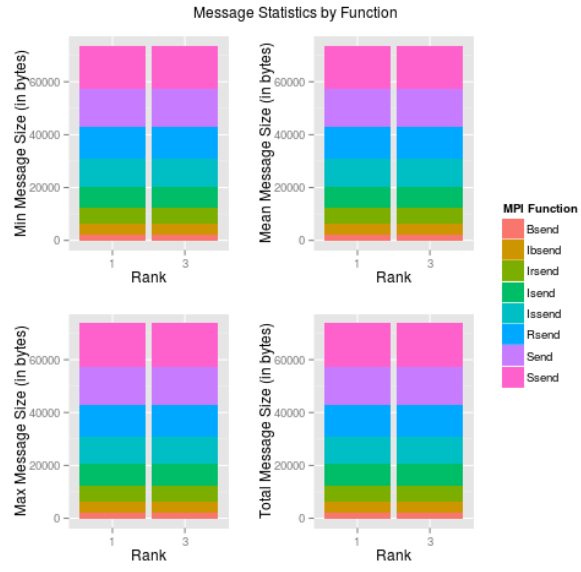 Message Statistics by Function
Min Message Size (in bytes)
60000
40000
20000
0
1
3
Rank
Mean Message Size (in bytes)
60000
40000
20000
0
1
3
Rank
Max Message Size (in bytes)
60000
40000
20000
0
1
3
Rank
Total Message Size (in bytes)
60000
40000
20000
0
1
3
Rank
MPI Function
Bsend
Ibsend
Irsend
Isend
Issend
Rsend
Send
Ssend